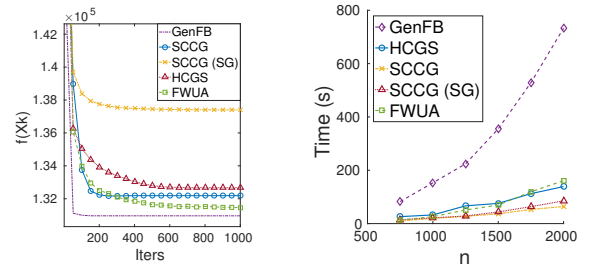 × 10⁵
1.42
1.4
1.38
1.36
1.34
1.32
f(Xk)
200 400 600 800 1000
Iters
GenFB
SCCG
SCCG (SG)
HCGS
FWUA
800
600
400
200
0
Time (s)
500 1000 1500 2000
n
GenFB
HCGS
SCCG
SCCG (SG)
FWUA